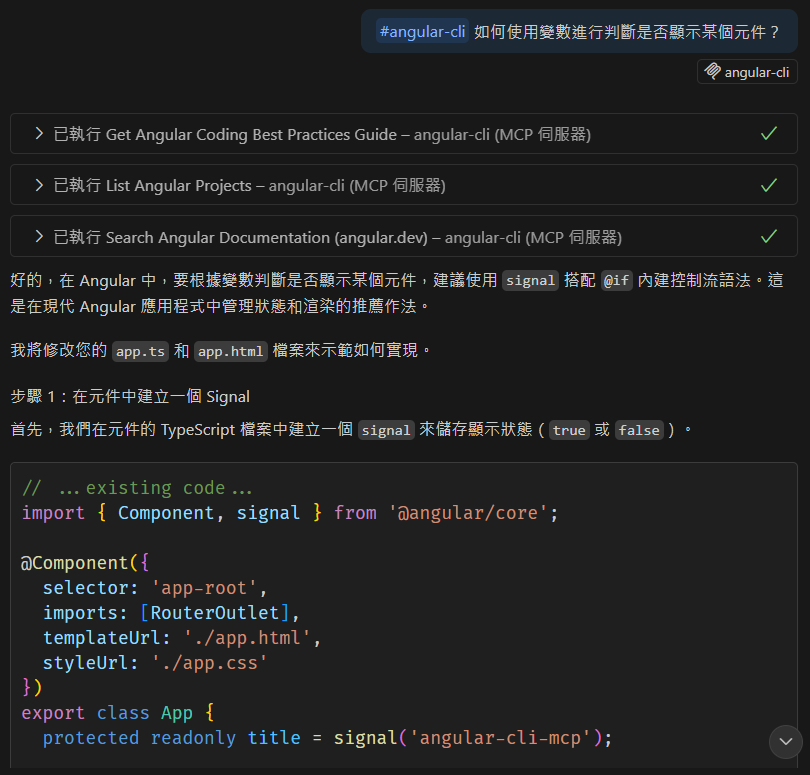 #angular-cli 如何使用變數進行判斷是否顯示某個元件？
angular-cli
已執行 Get Angular Coding Best Practices Guide – angular-cli (MCP 伺服器)
已執行 List Angular Projects – angular-cli (MCP 伺服器)
已執行 Search Angular Documentation (angular.dev) – angular-cli (MCP 伺服器)
好的，在 Angular 中，要根據變數判斷是否顯示某個元件，建議使用 signal 搭配 @if 內建控制流語法。這
是在現代 Angular 應用程式中管理狀態和渲染的推薦作法。
我將修改您的 app.ts 和 app.html 檔案來示範如何實現。
步驟 1：在元件中建立一個 Signal
首先，我們在元件的 TypeScript 檔案中建立一個 signal 來儲存顯示狀態（true 或 false）。
// ...existing code...
import { Component, signal } from '@angular/core';
@Component({
  selector: 'app-root',
  imports: [RouterOutlet],
  templateUrl: './app.html',
  styleUrl: './app.css'
})
export class App {
  protected readonly title = signal('angular-cli-mcp');